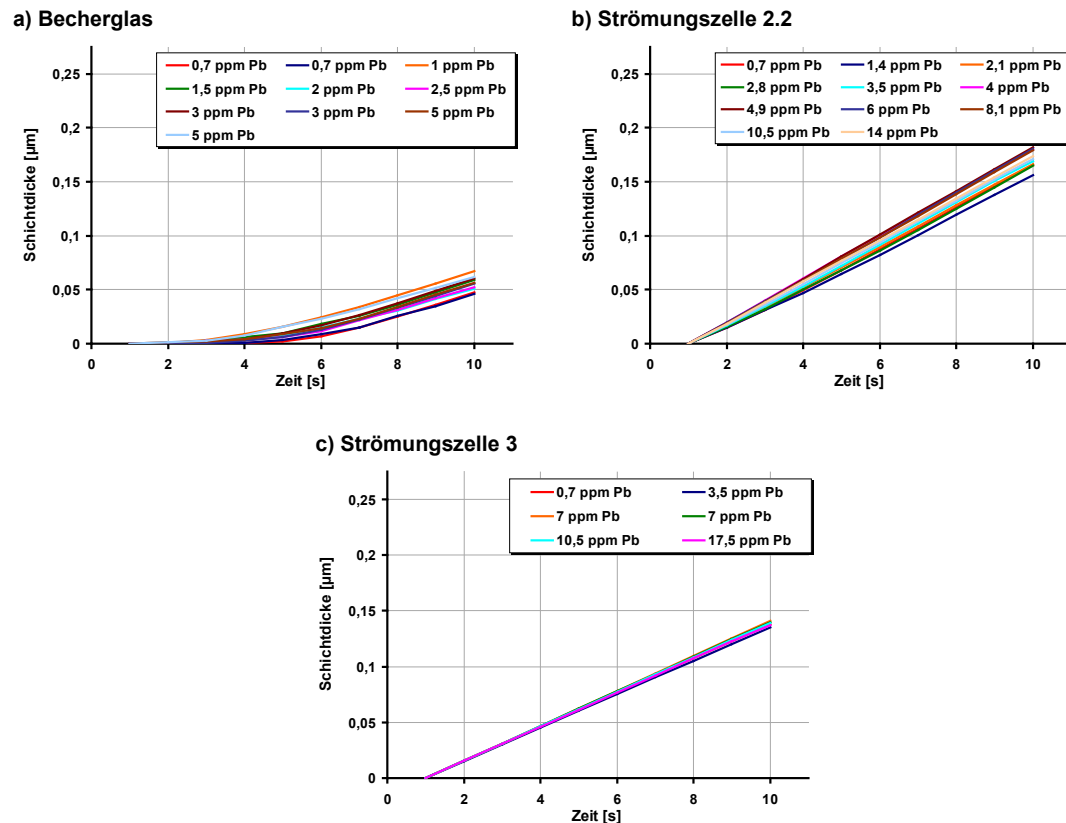 a) Becherglas
Schichtdicke [µm]
0,25
0,2
0,15
0,1
0,05
0
0,7 ppm Pb 0,7 ppm Pb 1 ppm Pb
1,5 ppm Pb 2 ppm Pb 2,5 ppm Pb
3 ppm Pb 3 ppm Pb 5 ppm Pb
5 ppm Pb
0 2 4 6 8 10
Zeit [s]
b) Strömungszelle 2.2
Schichtdicke [µm]
0,25
0,2
0,15
0,1
0,05
0
0,7 ppm Pb 1,4 ppm Pb 2,1 ppm Pb
2,8 ppm Pb 3,5 ppm Pb 4 ppm Pb
4,9 ppm Pb 6 ppm Pb 8,1 ppm Pb
10,5 ppm Pb 14 ppm Pb
0 2 4 6 8 10
Zeit [s]
c) Strömungszelle 3
Schichtdicke [µm]
0,25
0,2
0,15
0,1
0,05
0
0,7 ppm Pb 3,5 ppm Pb
7 ppm Pb 7 ppm Pb
10,5 ppm Pb 17,5 ppm Pb
0 2 4 6 8 10
Zeit [s]